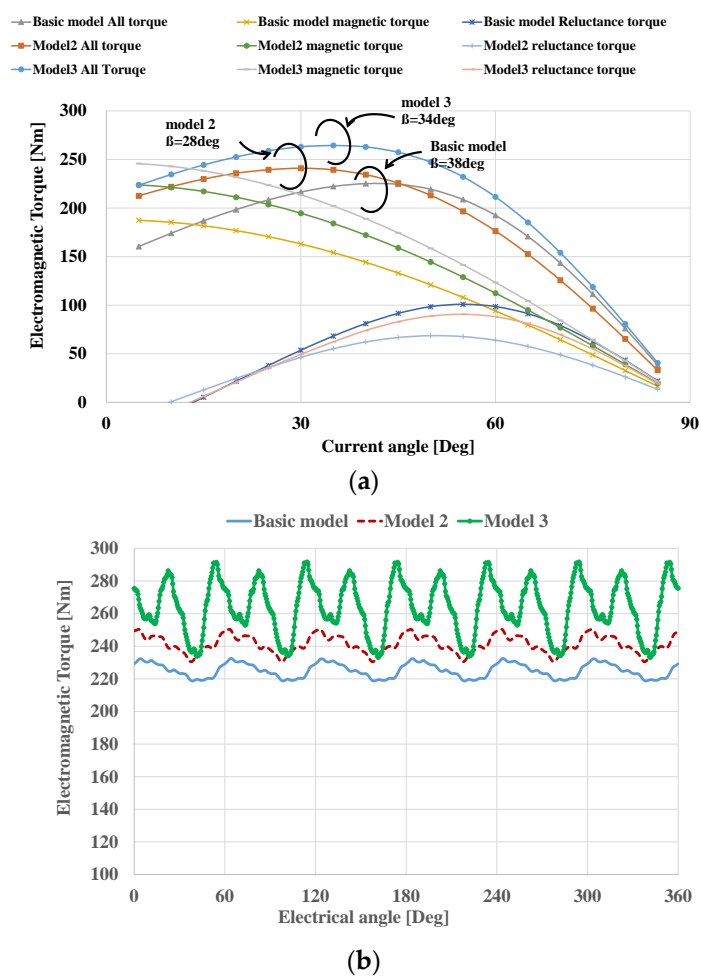 Basic model All torque
Basic model magnetic torque
Basic model Reluctance torque
Model2 All torque
Model2 magnetic torque
Model2 reluctance torque
Model3 All Toruqe
Model3 magnetic torque
Model3 reluctance torque
model 3
ß=34deg
model 2
ß=28deg
Basic model
ß=38deg
Electromagnetic Torque [Nm]
300
250
200
150
100
50
0
0
30
60
90
Current angle [Deg]
(a)
Basic model
Model 2
Model 3
Electromagnetic Torque [Nm]
300
280
260
240
220
200
180
160
140
120
100
0
60
120
180
240
300
360
Electrical angle [Deg]
(b)